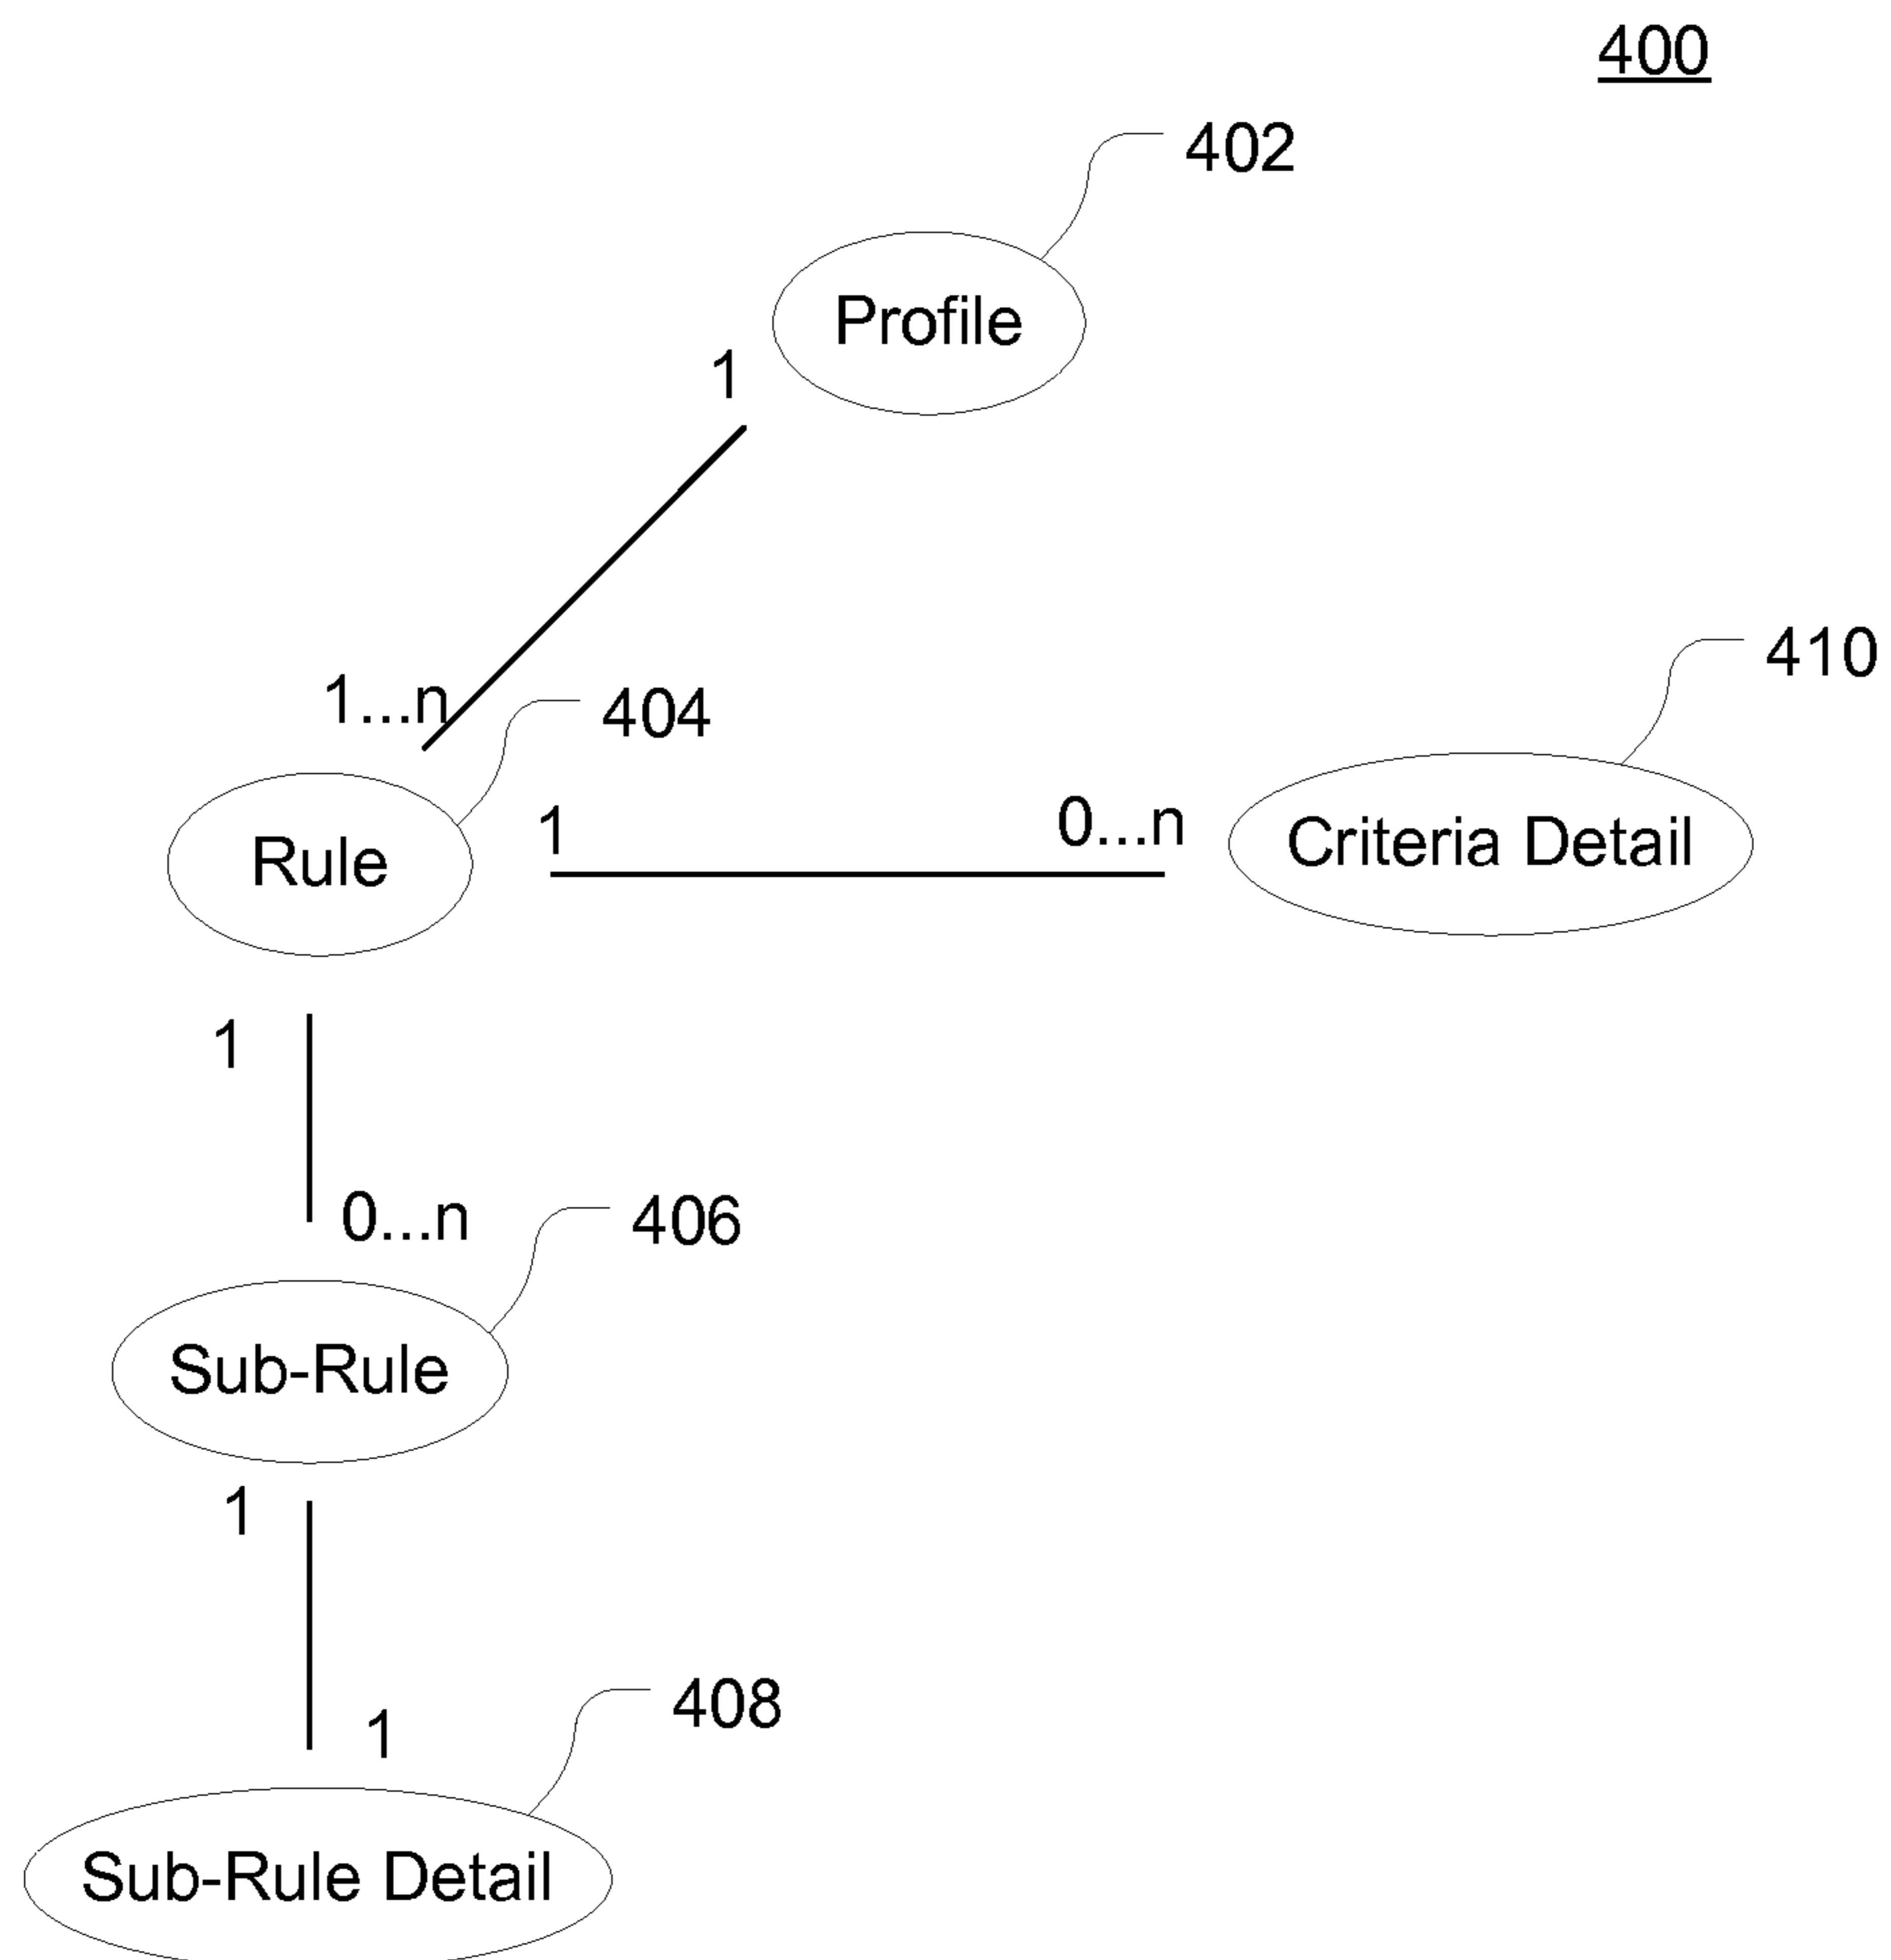 400
402
Profile
1
410
1...n
404
1
0...n
Criteria Detail
Rule
1
0...n
406
Sub-Rule
1
408
1
Sub-Rule Detail